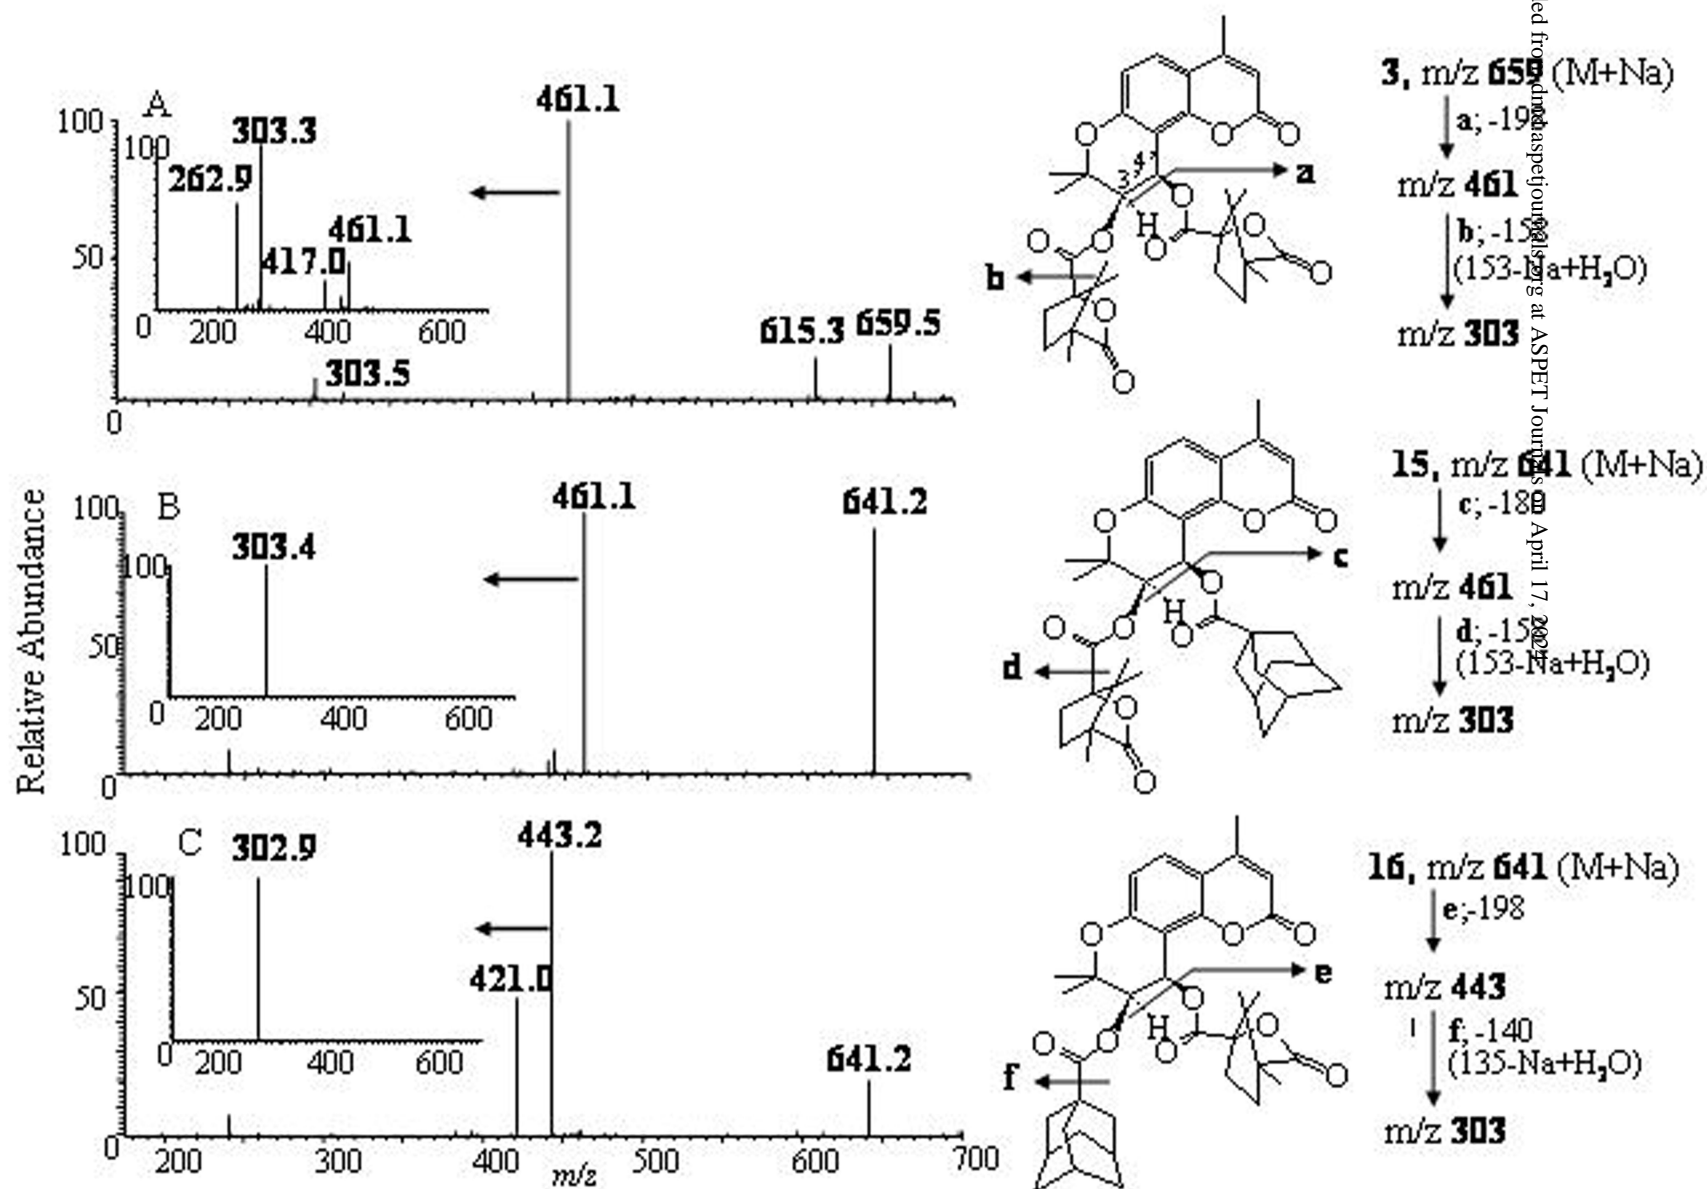 A
461.1
100
303.3
100
262.9
461.1
50
417.0
0
200
400
600
615.3
659.5
303.5
0
O
O
O
4'
3'
a
O
O
O
H
O
O
O
b
O
O
3, m/z 659 (M+Na)
m/z 461
b; -158
(153-Na+H2O)
m/z 303
Relative Abundance
B
461.1
641.2
100
303.4
100
50
0
200
400
600
0
O
O
O
c
O
O
O
H
O
d
O
O
15, m/z 641 (M+Na)
c; -180
m/z 461
d; -158
(153-Na+H2O)
m/z 303
C
443.2
100
302.9
100
421.0
50
0
200
400
600
641.2
0
200
300
400
500
600
700
m/z
O
O
O
e
O
O
O
H
O
O
O
f
16, m/z 641 (M+Na)
e;-198
m/z 443
f; -140
(135-Na+H2O)
m/z 303
at ASPET Journals on April 17, 2024